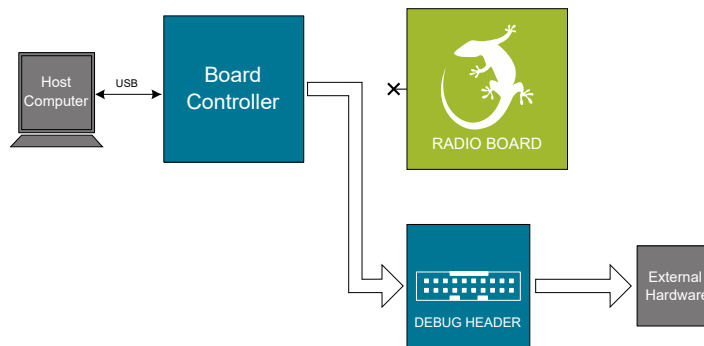 Host
Computer
USB
Board
Controller
RADIO BOARD
DEBUG HEADER
External
Hardware